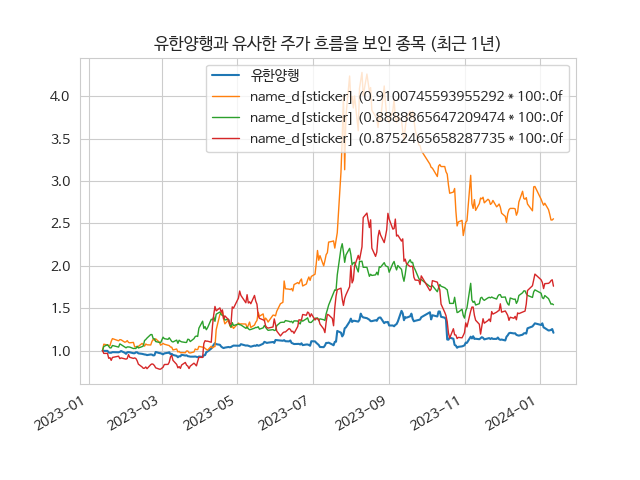 유한양행과 유사한 주가 흐름을 보인 종목 (최근 1년)
유한양행
name_d[sticker] (0.9100745593955292 * 100:.0f
name_d[sticker] (0.8888865647209474 * 100:.0f
name_d[sticker] (0.8752465658287735 * 100:.0f
4.0
3.5
3.0
2.5
2.0
1.5
1.0
2023-01
2023-03
2023-05
2023-07
2023-09
2023-11
2024-01